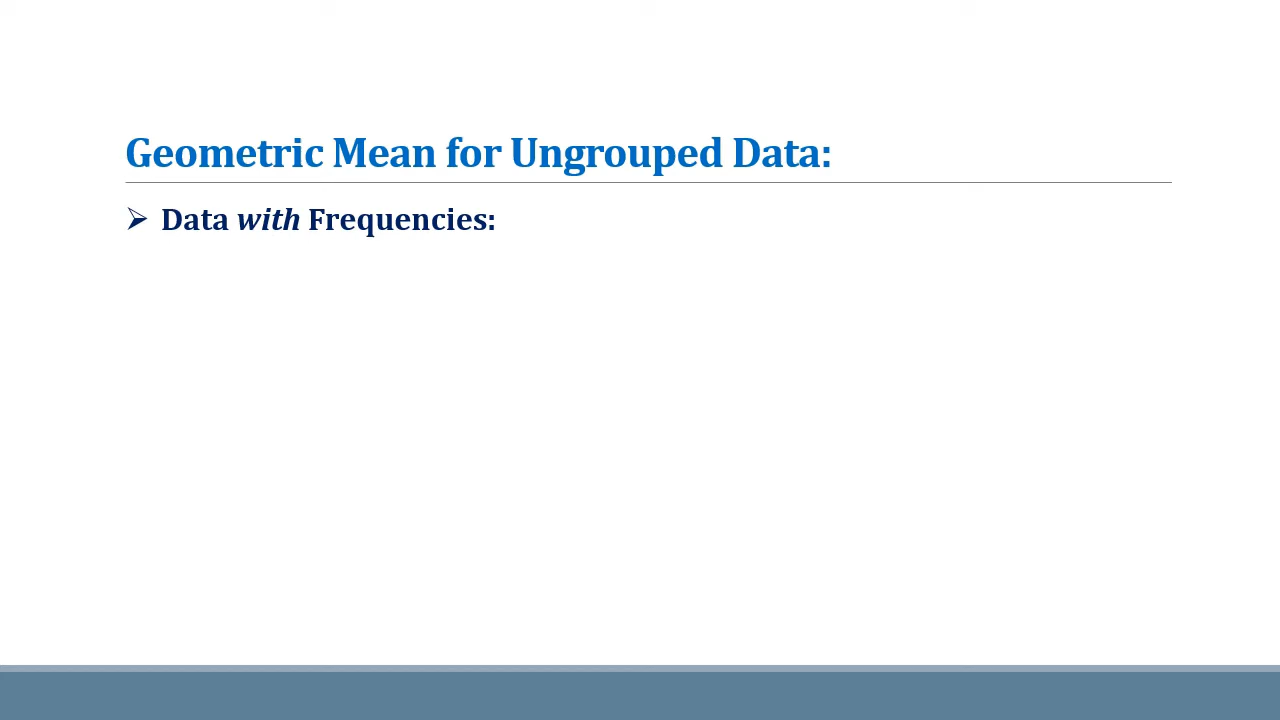 Geometric Mean for Ungrouped Data:
➢ Data with Frequencies: